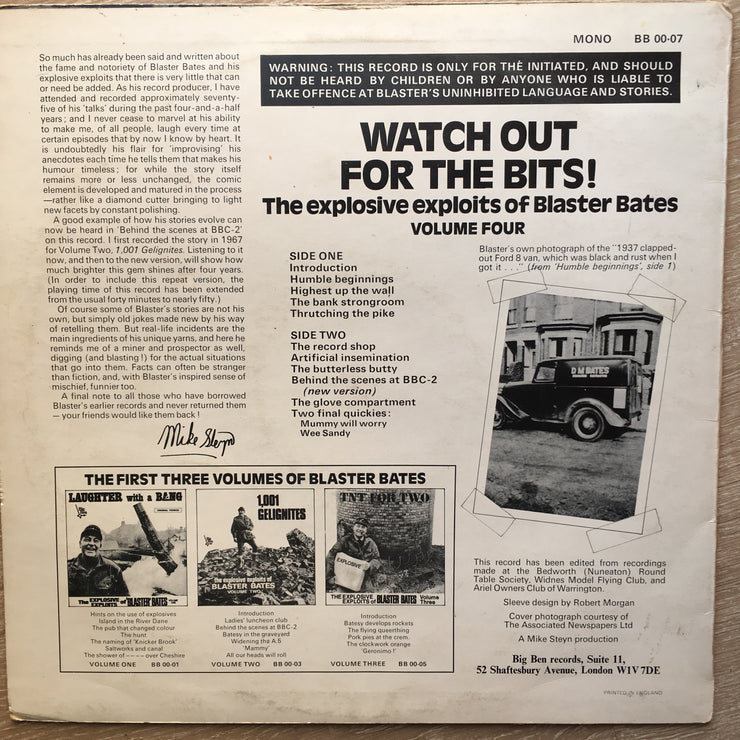 MONO BB 00-07
So much has already been said and written about
the fame and notoriety of Blaster Bates and his
explosive exploits that there is very little that can
or need be added. As his record producer, I have
attended and recorded approximately seventy-
five of his 'talks' during the past four-and-a-half
years; and I never cease to marvel at his ability
to make me, of all people, laugh every time at
certain episodes that by now I know by heart. It
is undoubtedly his flair for 'improvising' his
anecdotes each time he tells them that makes his
humour timeless; for while the story itself
remains more or less unchanged, the comic
element is developed and matured in the process
—rather like a diamond cutter bringing to light
new facets by constant polishing.
A good example of how his stories evolve can
now be heard in 'Behind the scenes at BBC-2'
on this record. I first recorded the story in 1967
for Volume Two, 1,001 Gelignites. Listening to it
now, and then to the new version, will show how
much brighter this gem shines after four years.
(In order to include this repeat version, the
playing time of this record has been extended
from the usual forty minutes to nearly fifty.)
Of course some of Blaster's stories are not his
own, but simply old jokes made new by his way
of retelling them. But real-life incidents are the
main ingredients of his unique yarns, and here he
reminds me of a miner and prospector as well,
digging (and blasting!) for the actual situations
that go into them. Facts can often be stranger
than fiction, and, with Blaster's inspired sense of
mischief, funnier too.
A final note to all those who have borrowed
Blaster's earlier records and never returned them
— your friends would like them back!
Mike Steyn
WARNING: THIS RECORD IS ONLY FOR THE INITIATED, AND SHOULD
NOT BE HEARD BY CHILDREN OR BY ANYONE WHO IS LIABLE TO
TAKE OFFENCE AT BLASTER'S UNINHIBITED LANGUAGE AND STORIES.
WATCH OUT
FOR THE BITS!
The explosive exploits of Blaster Bates
VOLUME FOUR
SIDE ONE
Introduction
Humble beginnings
Highest up the wall
The bank strongroom
Thrutching the pike
SIDE TWO
The record shop
Artificial insemination
The butterless butty
Behind the scenes at BBC-2
(new version)
The glove compartment
Two final quickies:
Mummy will worry
Wee Sandy
Blaster's own photograph of the "1937 clapped-
out Ford 8 van, which was black and rust when I
got it . . ." (from 'Humble beginnings', side 1)
D M BATES
THE FIRST THREE VOLUMES OF BLASTER BATES
LAUGHTER with a BANG
The EXPLOSIVE
EXPLOITS of 'BLASTER' BATES
Hints on the use of explosives
Island in the River Dane
The pub that changed colour
The hunt
The naming of 'Knicker Brook'
Saltworks and canal
The shower of —— over Cheshire
VOLUME ONE BB 00-01
1,001
GELIGNITES
the explosive exploits of
BLASTER BATES
VOLUME TWO
Introduction
Ladies' luncheon club
Behind the scenes at BBC-2
Batesy in the graveyard
Widening the A.6
'Mammy'
All our heads will roll
VOLUME TWO BB 00-03
TNT FOR TWO
EXPLOSIVE
THE EXPLOSIVE
EXPLOITS of BLASTER BATES Volume
Three
Introduction
Batesy develops rockets
The flying queerthing
Pork pies at the crem.
The clockwork orange
'Geronimo!'
VOLUME THREE BB 00-05
This record has been edited from recordings
made at the Bedworth (Nuneaton) Round
Table Society, Widnes Model Flying Club, and
Ariel Owners Club of Warrington.
Sleeve design by Robert Morgan
Cover photograph courtesy of
The Associated Newspapers Ltd
A Mike Steyn production
Big Ben records, Suite 11,
52 Shaftesbury Avenue, London W1V 7DE
PRINTED IN ENGLAND